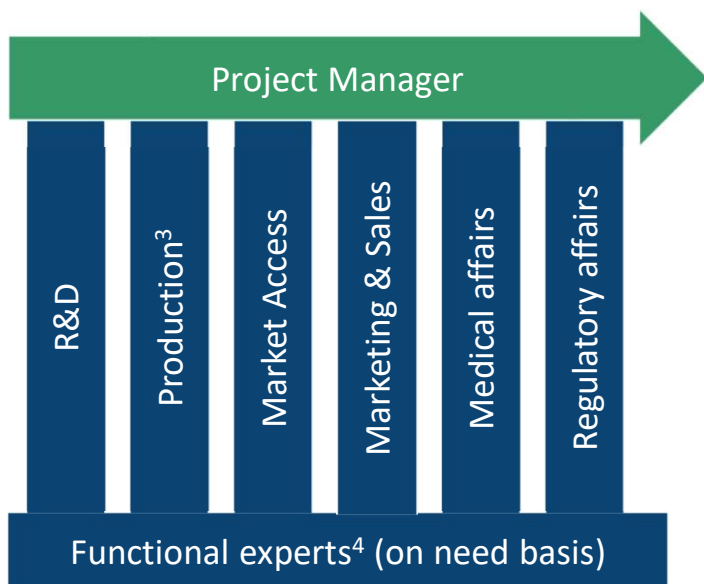 Project Manager
R&D
Production³
Market Access
Marketing & Sales
Medical affairs
Regulatory affairs
Functional experts⁴ (on need basis)